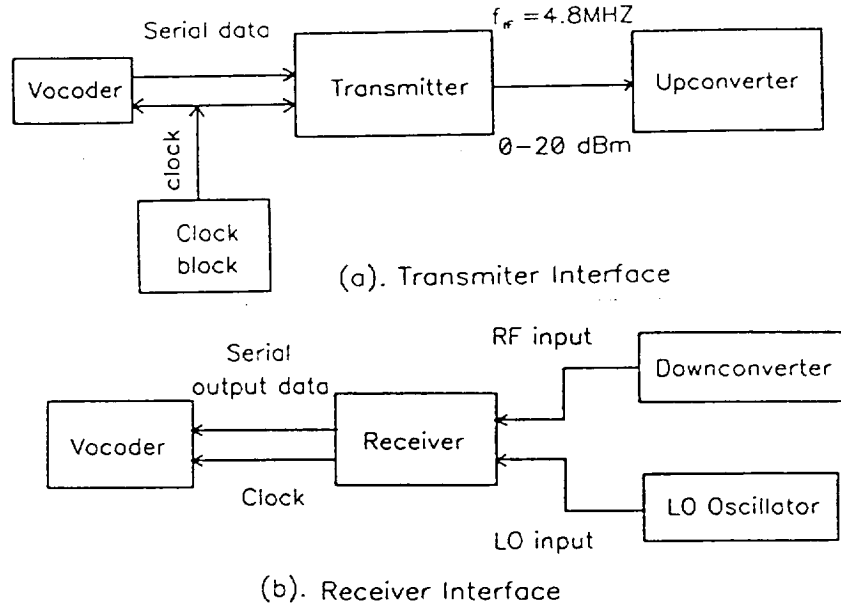 Serial data
f_rf = 4.8MHZ
Vocoder
Transmitter
Upconverter
clock
0-20 dBm
Clock
block
(a). Transmiter Interface
RF input
Serial
output data
Downconverter
Vocoder
Receiver
Clock
LO Oscillator
LO input
(b). Receiver Interface